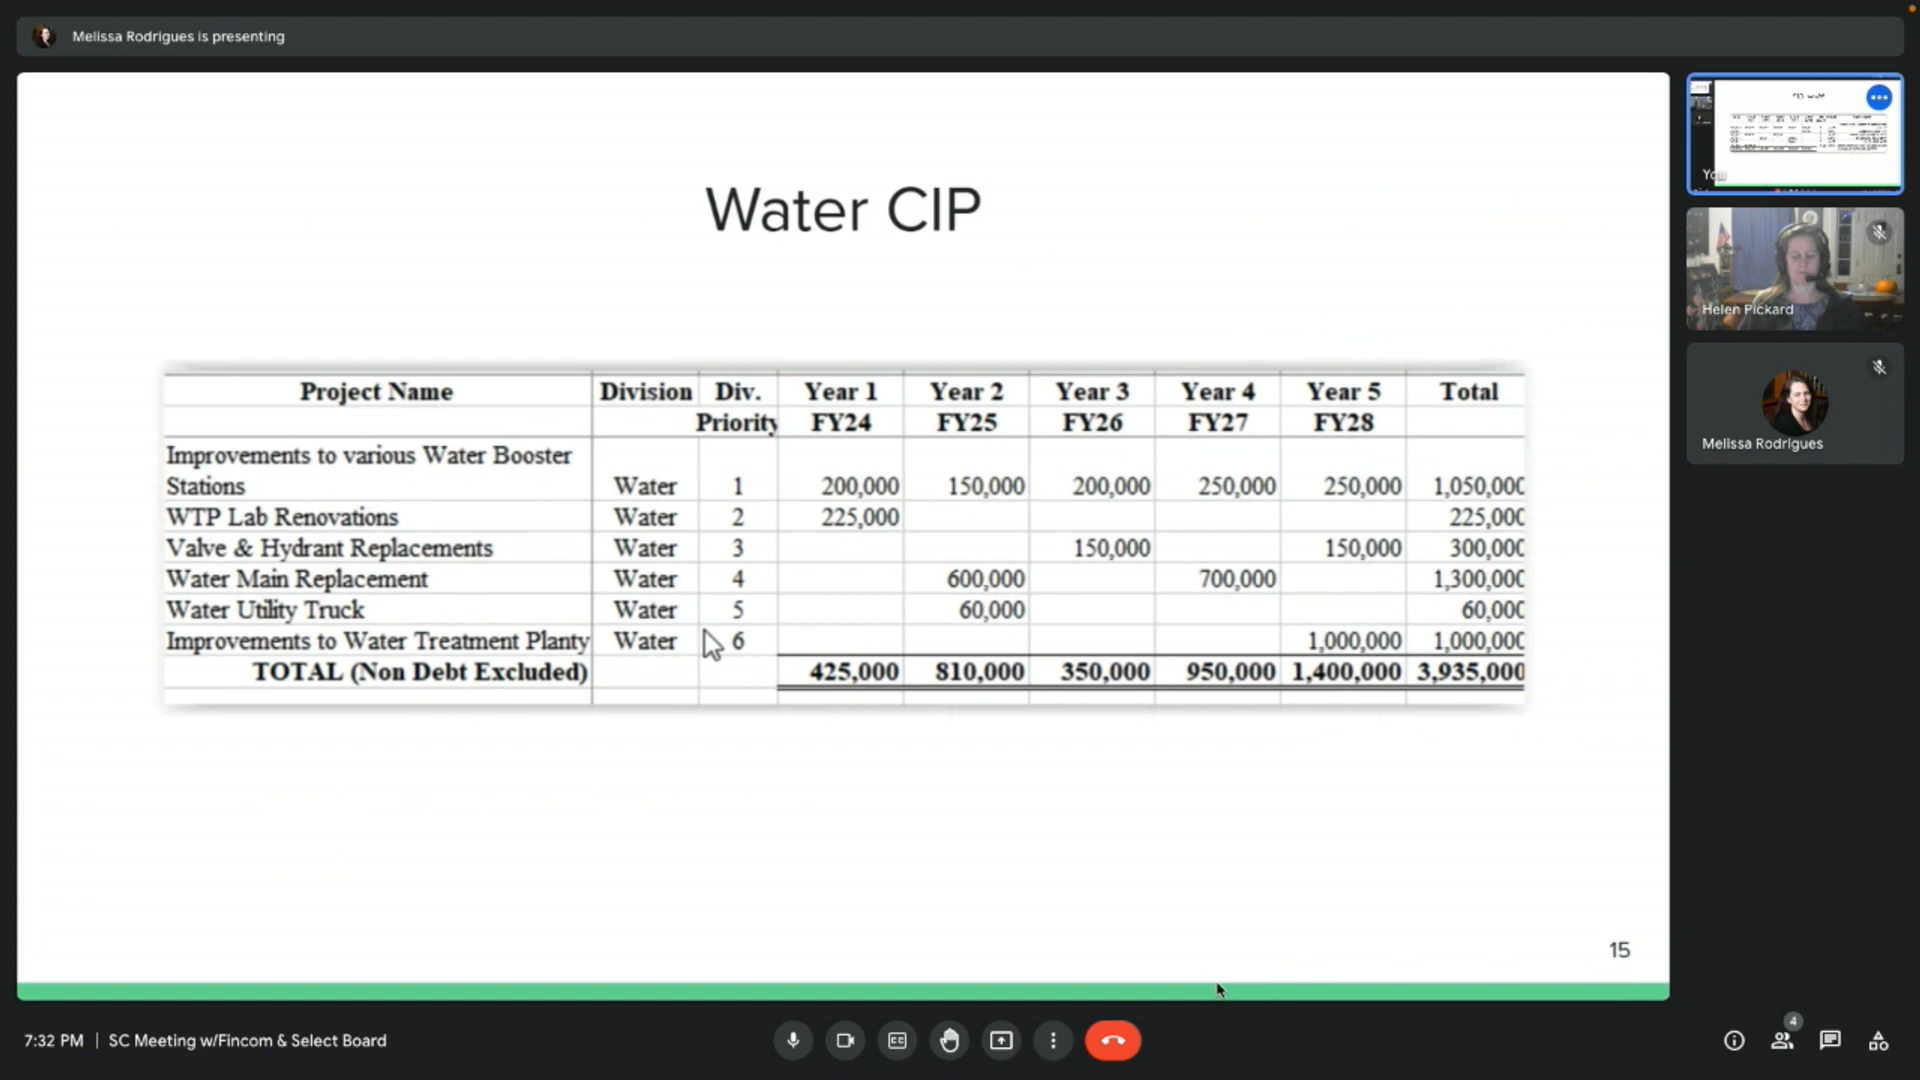 Melissa Rodrigues is presenting
Water CIP
Project Name Division Div. Year 1 Year 2 Year 3 Year 4 Year 5 Total
Priority FY24 FY25 FY26 FY27 FY28
Improvements to various Water Booster
Stations Water 1 200,000 150,000 200,000 250,000 250,000 1,050,000
WTP Lab Renovations Water 2 225,000 225,000
Valve & Hydrant Replacements Water 3 150,000 150,000 300,000
Water Main Replacement Water 4 600,000 700,000 1,300,000
Water Utility Truck Water 5 60,000 60,000
Improvements to Water Treatment Planty Water 6 1,000,000 1,000,000
TOTAL (Non Debt Excluded) 425,000 810,000 350,000 950,000 1,400,000 3,935,000
15
You
Helen Pickard
Melissa Rodrigues
7:32 PM | SC Meeting w/Fincom & Select Board
CC
4